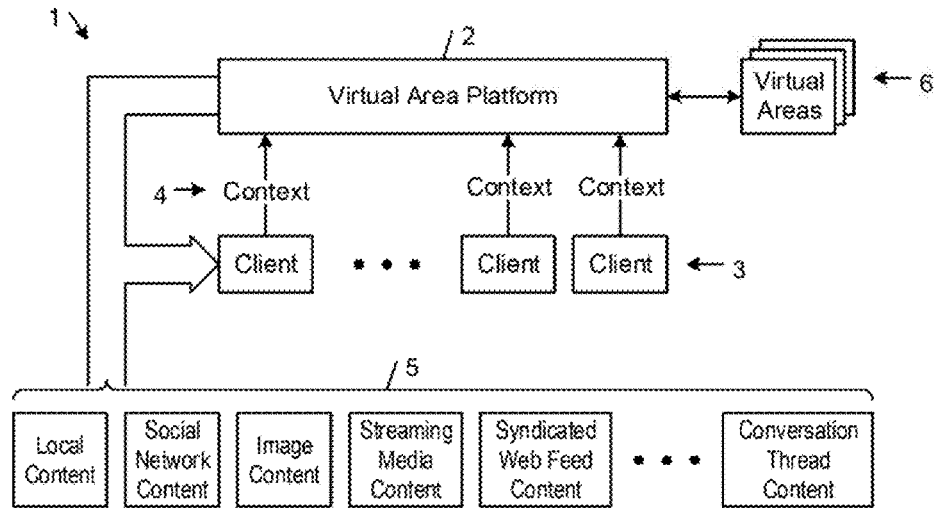 1
2
Virtual Area Platform
Virtual
Areas
6
4
Context
Context
Context
Client
Client
Client
3
5
Local
Content
Social
Network
Content
Image
Content
Streaming
Media
Content
Syndicated
Web Feed
Content
Conversation
Thread
Content